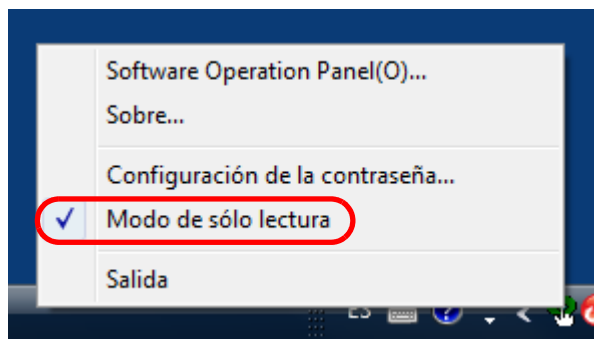 Software Operation Panel(O)...
Sobre...
Configuración de la contraseña...
Modo de sólo lectura
Salida
ES